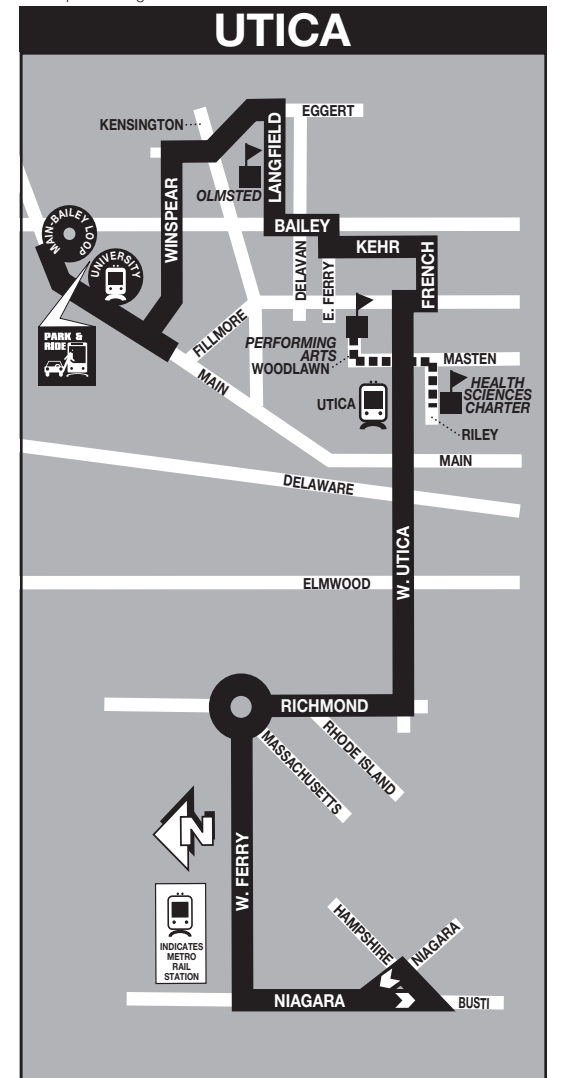 UTICA
EGGERT
KENSINGTON
LANGFIELD
OLMSTED
WINSPEAR
MAIN-BAILEY LOOP
BAILEY
UNIVERSITY
KEHR
FRENCH
DELAVAN
E. FERRY
PARK &
RIDE
FILLMORE
PERFORMING
ARTS
WOODLAWN
MASTEN
MAIN
HEALTH
SCIENCES
CHARTER
UTICA
RILEY
MAIN
DELAWARE
W. UTICA
ELMWOOD
RICHMOND
RHODE ISLAND
MASSACHUSETTS
N
W. FERRY
INDICATES
METRO
RAIL
STATION
HAMPSHIRE
NIAGARA
NIAGARA
BUSTI